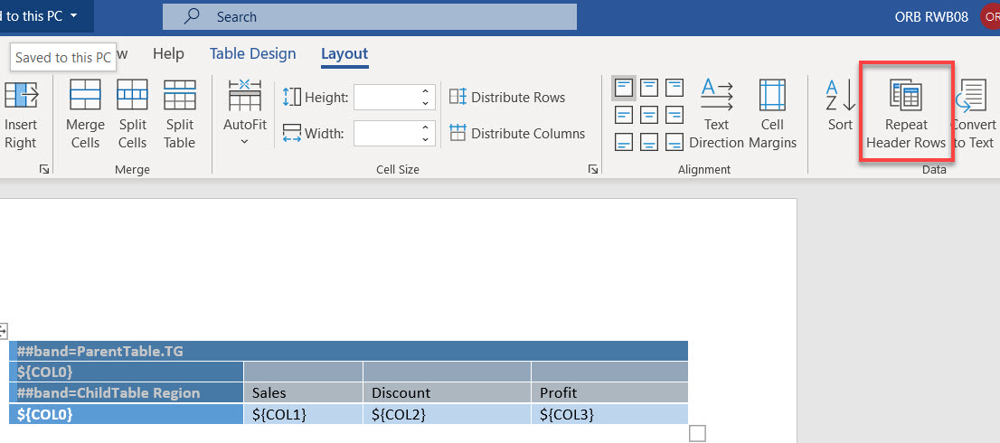 d to this PC
Search
ORB RWB08
OR
Saved to this PC
w
Help
Table Design
Layout
Insert
Right
Merge
Cells
Split
Cells
Split
Table
AutoFit
Height:
Width:
Distribute Rows
Distribute Columns
Text
Direction
Cell
Margins
A
Z
Sort
Repeat
Header Rows
Convert
to Text
Merge
Cell Size
Alignment
Data
##band=ParentTable.TG
${COL0}
##band=ChildTable Region Sales Discount Profit
${COL0} ${COL1} ${COL2} ${COL3}